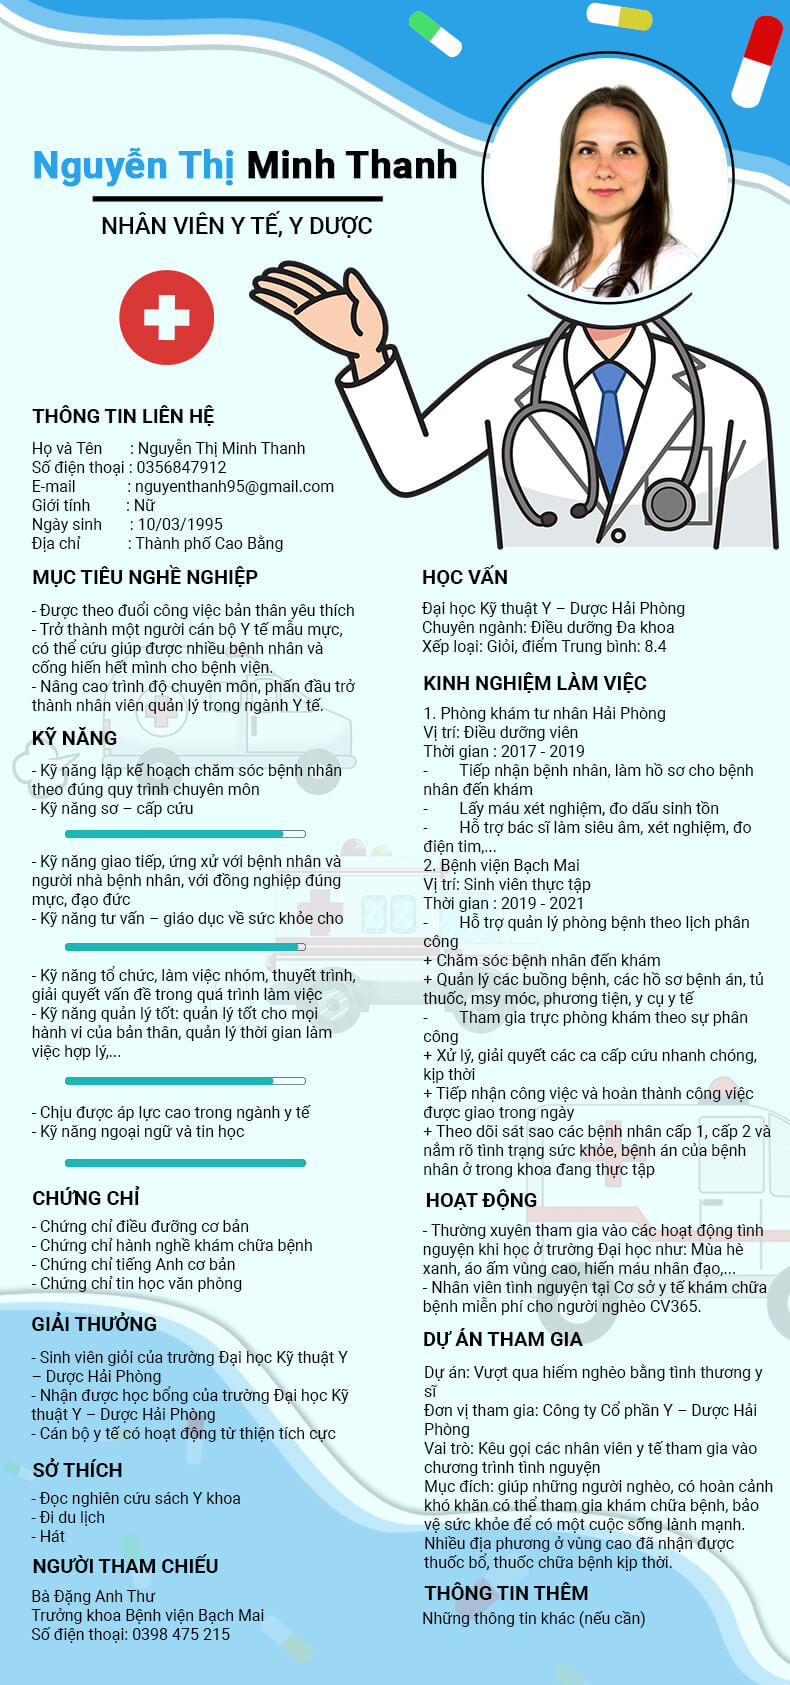 Nguyễn Thị Minh Thanh
NHÂN VIÊN Y TẾ, Y DƯỢC
THÔNG TIN LIÊN HỆ
Họ và Tên : Nguyễn Thị Minh Thanh
Số điện thoại : 0356847912
E-mail : nguyenthanh95@gmail.com
Giới tính : Nữ
Ngày sinh : 10/03/1995
Địa chỉ : Thành phố Cao Bằng
MỤC TIÊU NGHỀ NGHIỆP
- Được theo đuổi công việc bản thân yêu thích
- Trở thành một người cán bộ Y tế mẫu mực,
có thể cứu giúp được nhiều bệnh nhân và
cống hiến hết mình cho bệnh viện.
- Nâng cao trình độ chuyên môn, phấn đầu trở
thành nhân viên quản lý trong ngành Y tế.
KỸ NĂNG
- Kỹ năng lập kế hoạch chăm sóc bệnh nhân
theo đúng quy trình chuyên môn
- Kỹ năng sơ – cấp cứu
- Kỹ năng giao tiếp, ứng xử với bệnh nhân và
người nhà bệnh nhân, với đồng nghiệp đúng
mực, đạo đức
- Kỹ năng tư vấn – giáo dục về sức khỏe cho
- Kỹ năng tổ chức, làm việc nhóm, thuyết trình,
giải quyết vấn đề trong quá trình làm việc
- Kỹ năng quản lý tốt: quản lý tốt cho mọi
hành vi của bản thân, quản lý thời gian làm
việc hợp lý,...
- Chịu được áp lực cao trong ngành y tế
- Kỹ năng ngoại ngữ và tin học
CHỨNG CHỈ
- Chứng chỉ điều đưỡng cơ bản
- Chứng chỉ hành nghề khám chữa bệnh
- Chứng chỉ tiếng Anh cơ bản
- Chứng chỉ tin học văn phòng
GIẢI THƯỞNG
- Sinh viên giỏi của trường Đại học Kỹ thuật Y
– Dược Hải Phòng
- Nhận được học bổng của trường Đại học Kỹ
thuật Y – Dược Hải Phòng
- Cán bộ y tế có hoạt động từ thiện tích cực
SỞ THÍCH
- Đọc nghiên cứu sách Y khoa
- Đi du lịch
- Hát
NGƯỜI THAM CHIẾU
Bà Đặng Anh Thư
Trưởng khoa Bệnh viện Bạch Mai
Số điện thoại: 0398 475 215
HỌC VẤN
Đại học Kỹ thuật Y – Dược Hải Phòng
Chuyên ngành: Điều dưỡng Đa khoa
Xếp loại: Giỏi, điểm Trung bình: 8.4
KINH NGHIỆM LÀM VIỆC
1. Phòng khám tư nhân Hải Phòng
Vị trí: Điều dưỡng viên
Thời gian : 2017 - 2019
- Tiếp nhận bệnh nhân, làm hồ sơ cho bệnh
nhân đến khám
- Lấy máu xét nghiệm, đo dấu sinh tồn
- Hỗ trợ bác sĩ làm siêu âm, xét nghiệm, đo
điện tim,...
2. Bệnh viện Bạch Mai
Vị trí: Sinh viên thực tập
Thời gian : 2019 - 2021
- Hỗ trợ quản lý phòng bệnh theo lịch phân
công
+ Chăm sóc bệnh nhân đến khám
+ Quản lý các buồng bệnh, các hồ sơ bệnh án, tủ
thuốc, msy móc, phương tiện, y cụ y tế
- Tham gia trực phòng khám theo sự phân
công
+ Xử lý, giải quyết các ca cấp cứu nhanh chóng,
kịp thời
+ Tiếp nhận công việc và hoàn thành công việc
được giao trong ngày
+ Theo dõi sát sao các bệnh nhân cấp 1, cấp 2 và
nắm rõ tình trạng sức khỏe, bệnh án của bệnh
nhân ở trong khoa đang thực tập
HOẠT ĐỘNG
- Thường xuyên tham gia vào các hoạt động tình
nguyện khi học ở trường Đại học như: Mùa hè
xanh, áo ấm vùng cao, hiến máu nhân đạo,...
- Nhân viên tình nguyện tại Cơ sở y tế khám chữa
bệnh miễn phí cho người nghèo CV365.
DỰ ÁN THAM GIA
Dự án: Vượt qua hiếm nghèo bằng tình thương y
sĩ
Đơn vị tham gia: Công ty Cổ phần Y – Dược Hải
Phòng
Vai trò: Kêu gọi các nhân viên y tế tham gia vào
chương trình tình nguyện
Mục đích: giúp những người nghèo, có hoàn cảnh
khó khăn có thể tham gia khám chữa bệnh, bảo
vệ sức khỏe để có một cuộc sống lành mạnh.
Nhiều địa phương ở vùng cao đã nhận được
thuốc bổ, thuốc chữa bệnh kịp thời.
THÔNG TIN THÊM
Những thông tin khác (nếu cần)